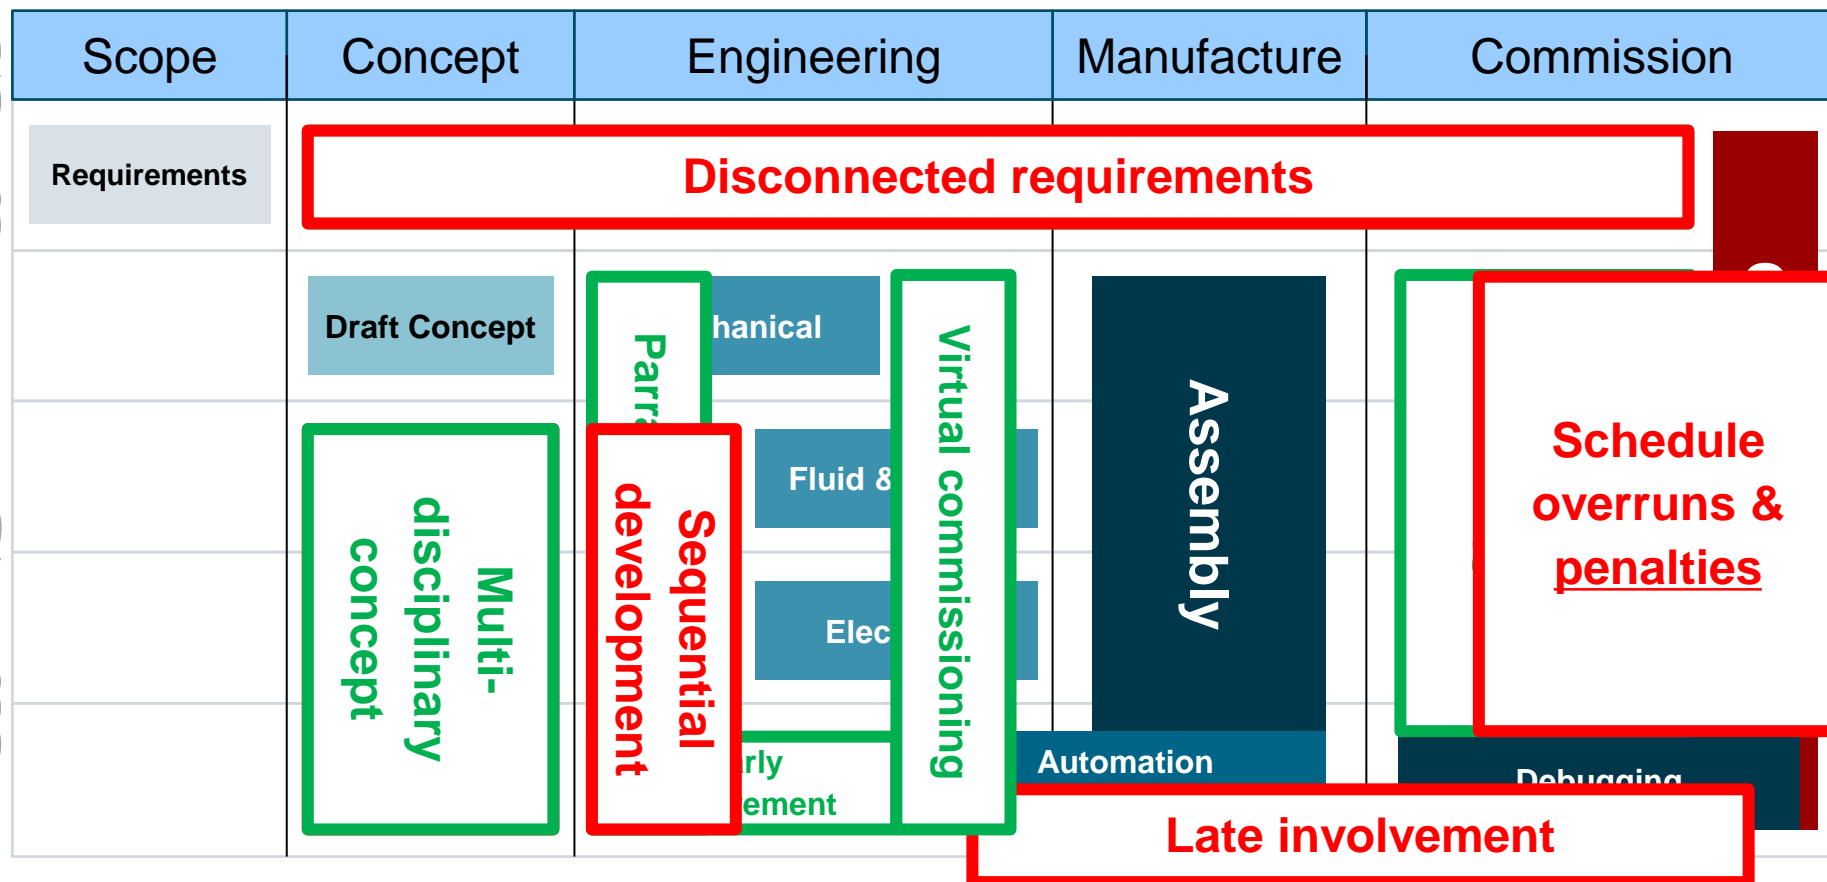 Scope
Concept
Engineering
Manufacture
Commission
Requirements
Disconnected requirements
Draft Concept
hanical
Parra
Virtual commissioning
Assembly
Schedule
overruns &
penalties
Fluid &
Multi-
disciplinary
concept
Sequential
development
Elec
Automation
rly
ement
Debugging
Late involvement